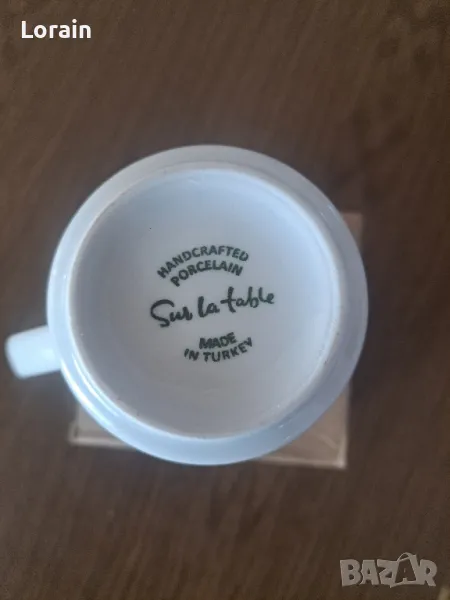 Lorain
HANDCRAFTED
PORCELAIN
Sur la table
MADE
IN TURKEY
BAZAR